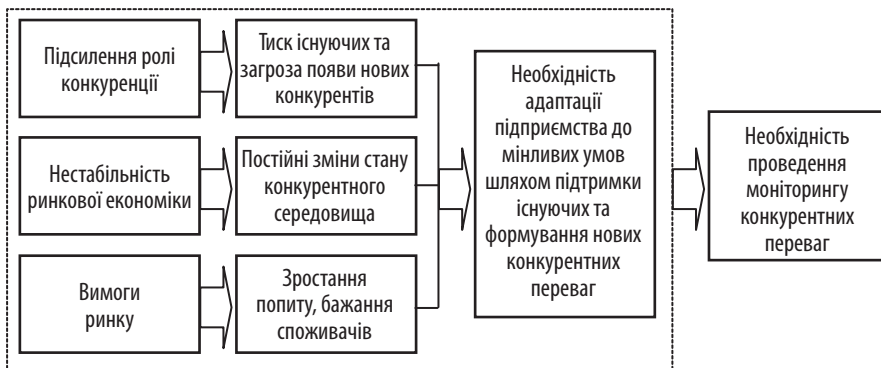 Підсилення ролі
конкуренції
Тиск існуючих та
загроза появи нових
конкурентів
Нестабільність
ринкової економіки
Постійні зміни стану
конкурентного
середовища
Вимоги
ринку
Зростання
попиту, бажання
споживачів
Необхідність
адаптації
підприємства до
мінливих умов
шляхом підтримки
існуючих та
формування нових
конкурентних
переваг
Необхідність
проведення
моніторингу
конкурентних
переваг